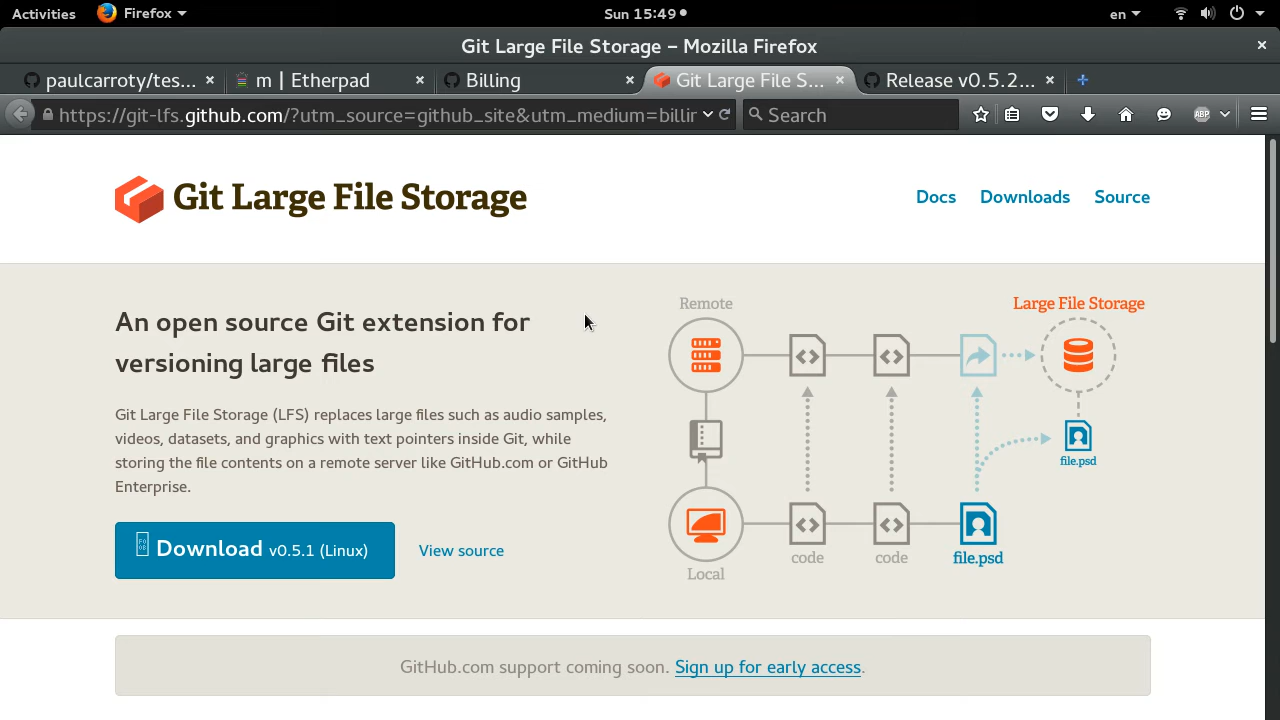 Activities Firefox Sun 15:49 en
Git Large File Storage – Mozilla Firefox
paulcarroty/tes... m | Etherpad Billing Git Large File S... Release v0.5.2...
https://git-lfs.github.com/?utm_source=github_site&utm_medium=billir Search ABP
Git Large File Storage
Docs Downloads Source
An open source Git extension for
versioning large files
Git Large File Storage (LFS) replaces large files such as audio samples,
videos, datasets, and graphics with text pointers inside Git, while
storing the file contents on a remote server like GitHub.com or GitHub
Enterprise.
Download v0.5.1 (Linux) View source
Remote Large File Storage
file.psd
code code file.psd
Local
GitHub.com support coming soon. Sign up for early access.